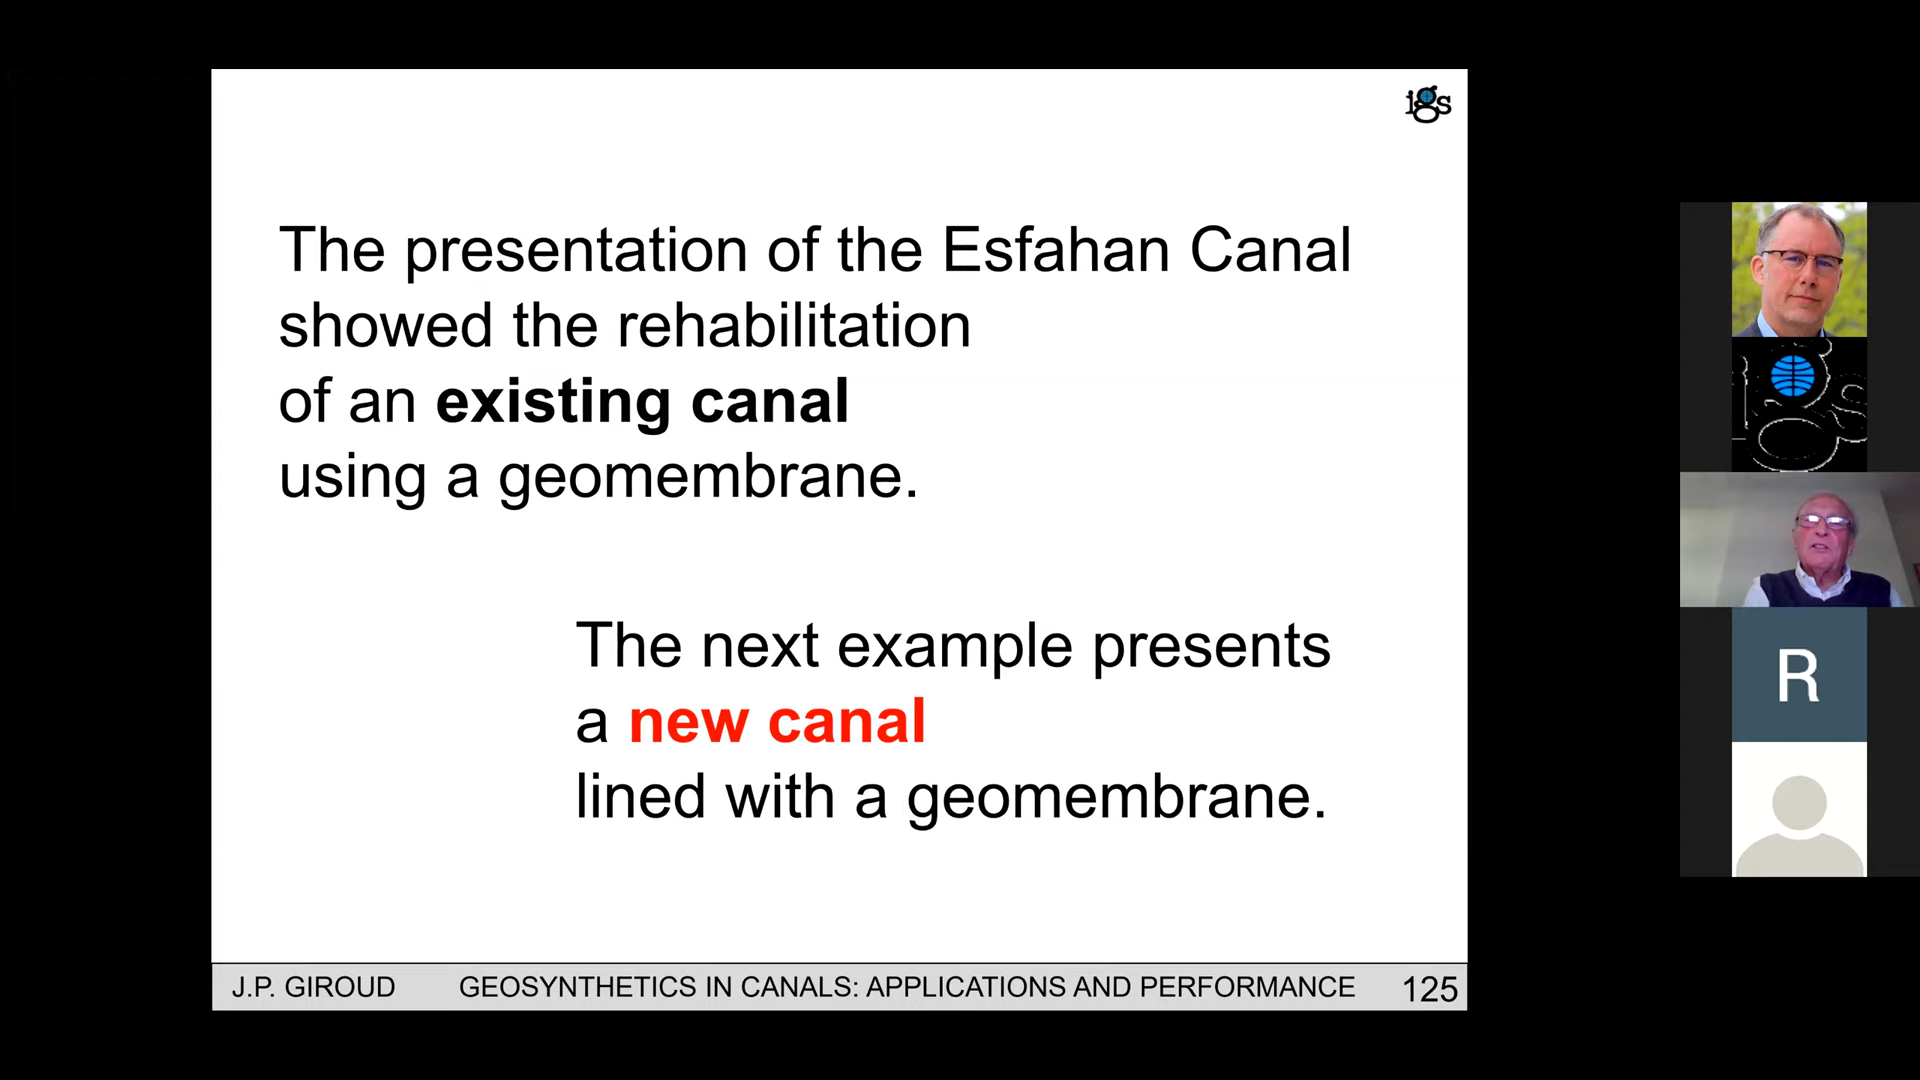 igs
The presentation of the Esfahan Canal
showed the rehabilitation
of an existing canal
using a geomembrane.
The next example presents
a new canal
lined with a geomembrane.
J.P. GIROUD GEOSYNTHETICS IN CANALS: APPLICATIONS AND PERFORMANCE 125
igs
R